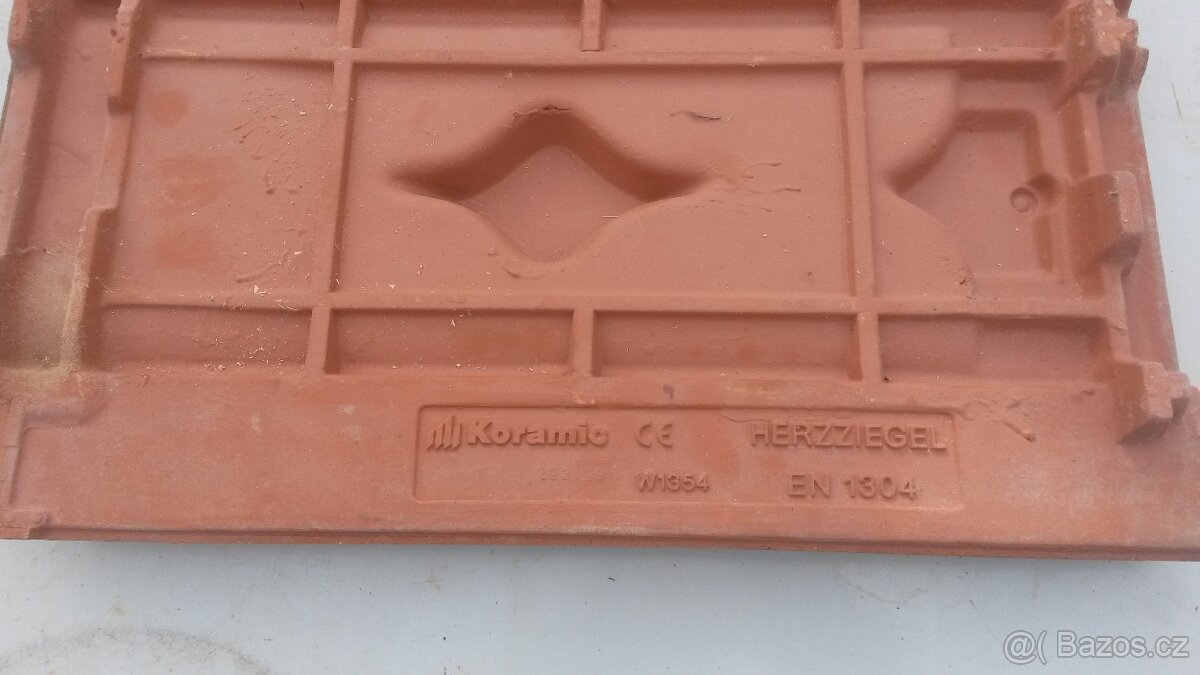 Koramic CE HERZZIEGEL
W1354 EN 1304
@( Bazos.cz